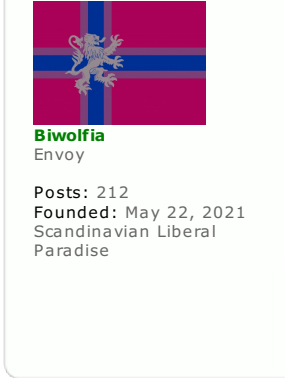 Biwolfia
Envoy
Posts: 212
Founded: May 22, 2021
Scandinavian Liberal
Paradise